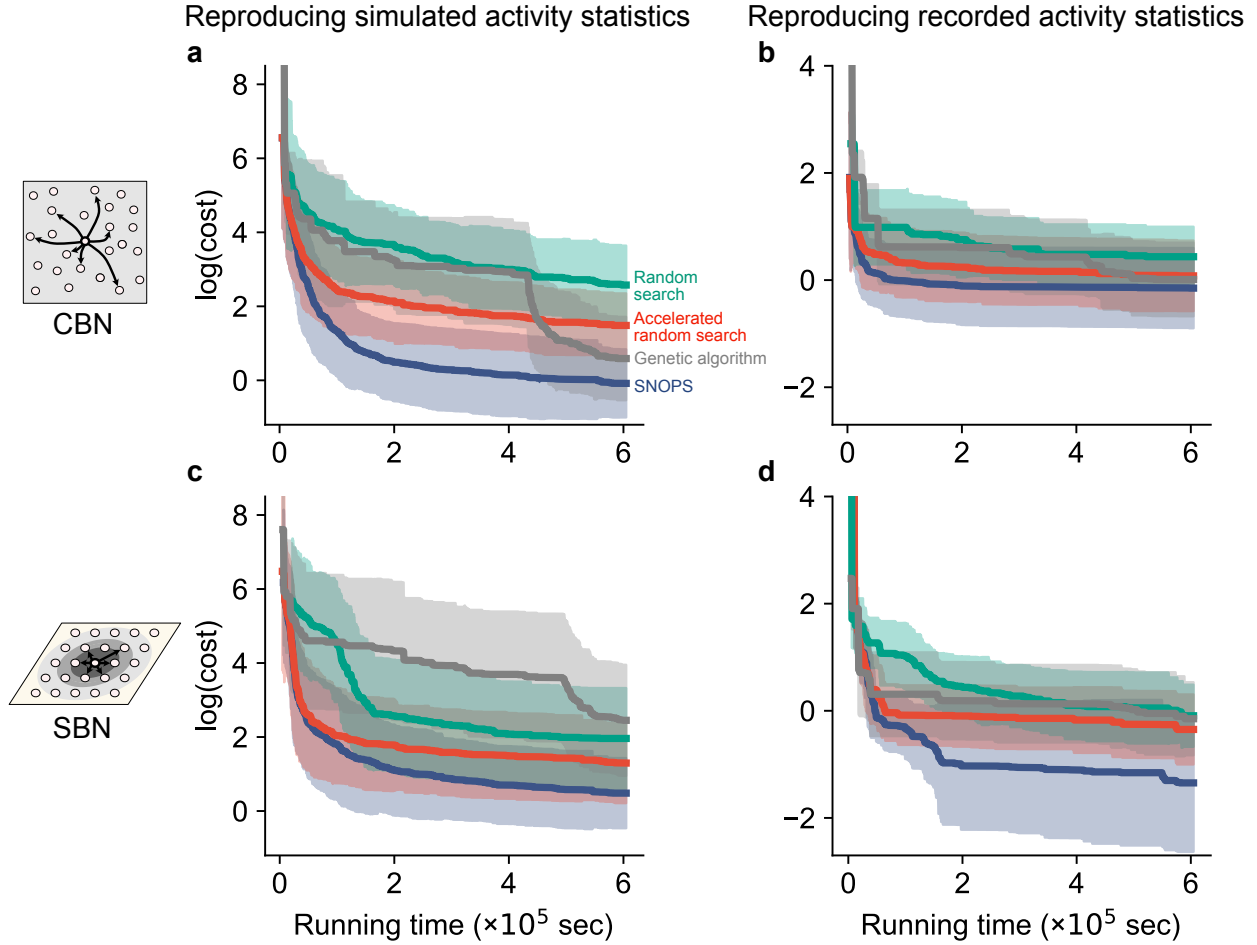 Reproducing simulated activity statistics
Reproducing recorded activity statistics
a
b
log(cost)
8
6
4
2
0
0
2
4
6
Random
search
Accelerated
random search
Genetic algorithm
SNOPS
4
2
0
−2
0
2
4
6
CBN
c
d
log(cost)
8
6
4
2
0
0
2
4
6
Running time (×10⁵ sec)
4
2
0
−2
0
2
4
6
Running time (×10⁵ sec)
SBN